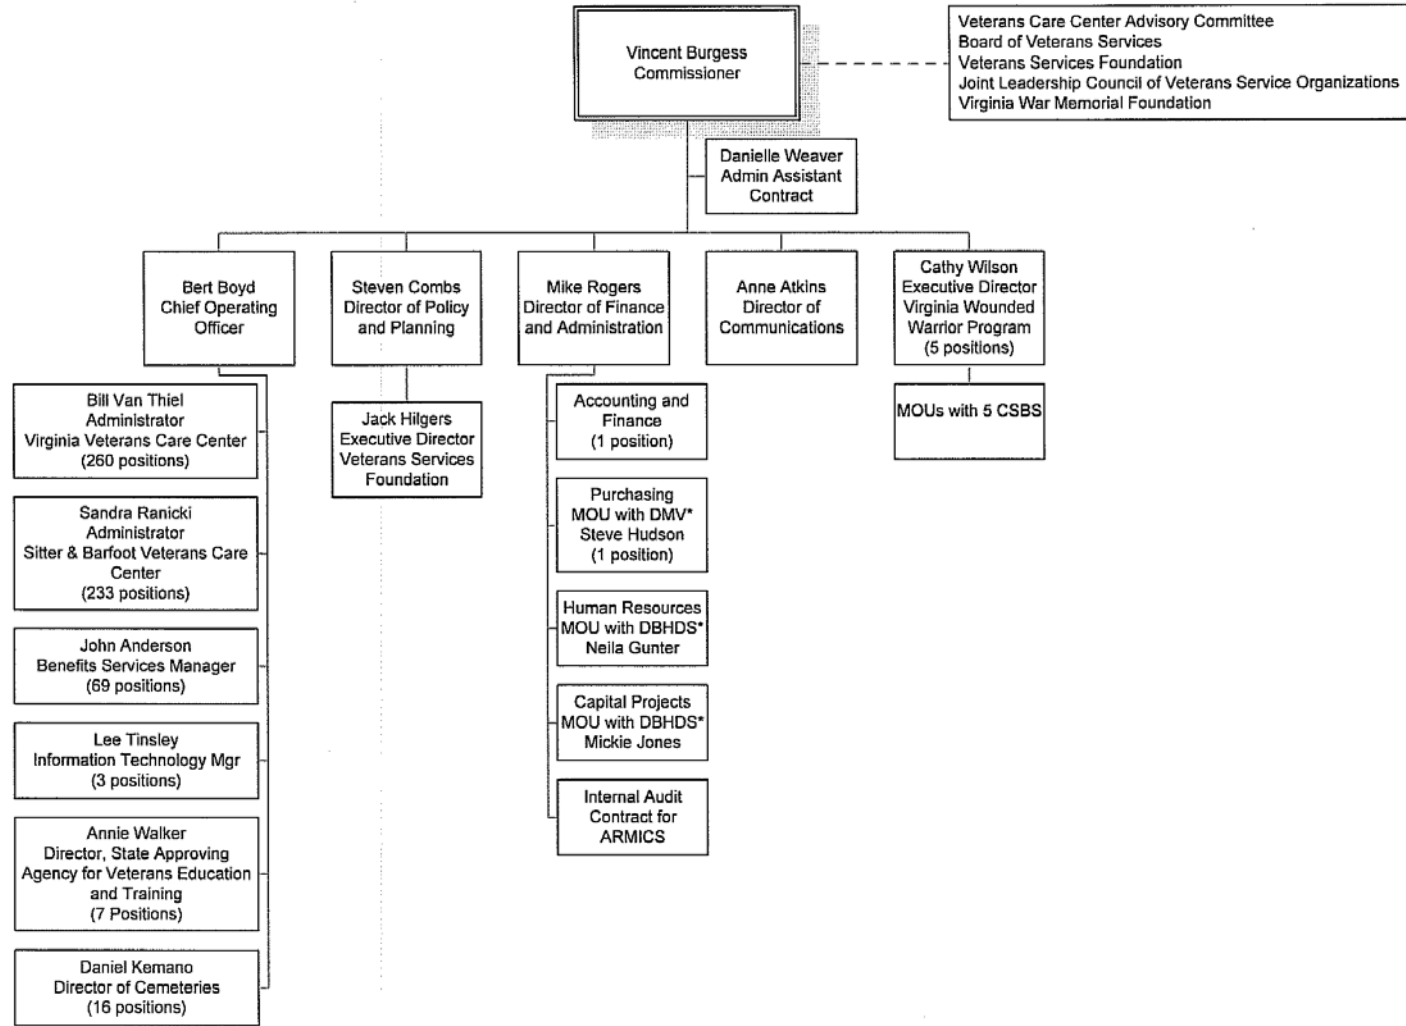 Vincent Burgess
Commissioner
Veterans Care Center Advisory Committee
Board of Veterans Services
Veterans Services Foundation
Joint Leadership Council of Veterans Service Organizations
Virginia War Memorial Foundation
Danielle Weaver
Admin Assistant
Contract
Bert Boyd
Chief Operating
Officer
Steven Combs
Director of Policy
and Planning
Mike Rogers
Director of Finance
and Administration
Anne Atkins
Director of
Communications
Cathy Wilson
Executive Director
Virginia Wounded
Warrior Program
(5 positions)
Bill Van Thiel
Administrator
Virginia Veterans Care Center
(260 positions)
Sandra Ranicki
Administrator
Sitter & Barfoot Veterans Care
Center
(233 positions)
John Anderson
Benefits Services Manager
(69 positions)
Lee Tinsley
Information Technology Mgr
(3 positions)
Annie Walker
Director, State Approving
Agency for Veterans Education
and Training
(7 Positions)
Daniel Kemano
Director of Cemeteries
(16 positions)
Jack Hilgers
Executive Director
Veterans Services
Foundation
Accounting and
Finance
(1 position)
Purchasing
MOU with DMV*
Steve Hudson
(1 position)
Human Resources
MOU with DBHDS*
Neila Gunter
Capital Projects
MOU with DBHDS*
Mickie Jones
Internal Audit
Contract for
ARMICS
MOUs with 5 CSBS